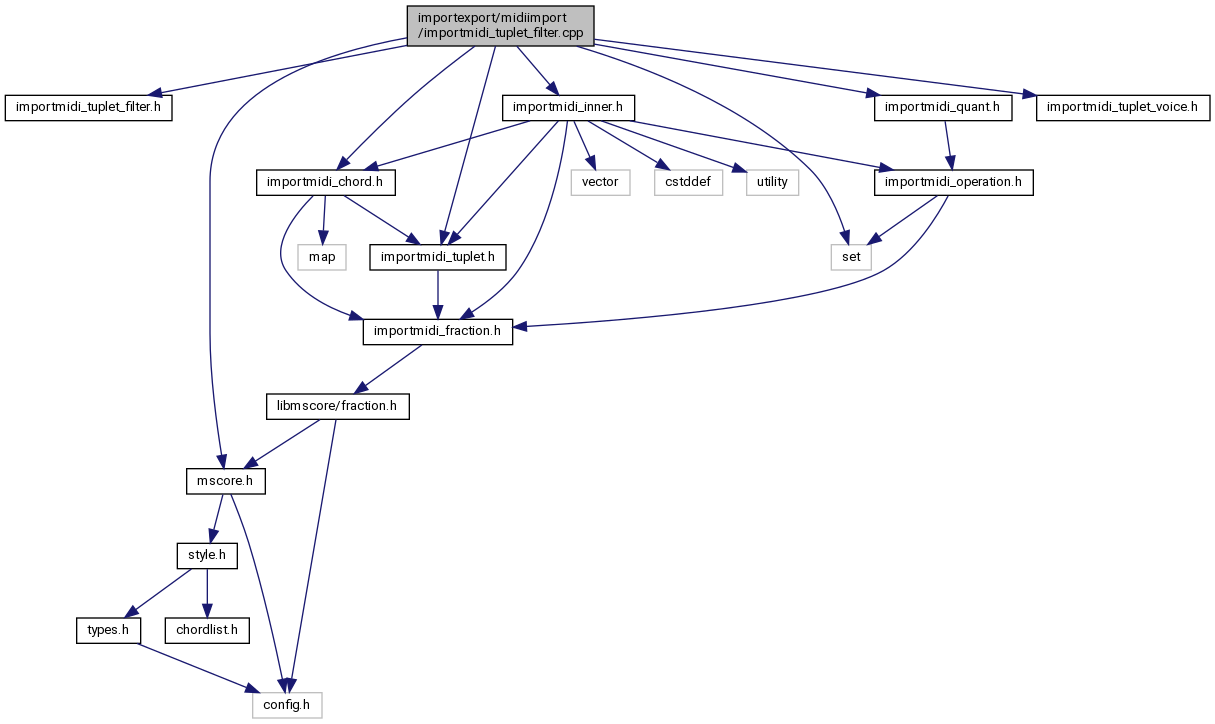 importexport/midiimport
/importmidi_tuplet_filter.cpp
importmidi_tuplet_filter.h
importmidi_inner.h
importmidi_quant.h
importmidi_tuplet_voice.h
importmidi_chord.h
vector
cstddef
utility
importmidi_operation.h
map
importmidi_tuplet.h
set
importmidi_fraction.h
libmscore/fraction.h
mscore.h
style.h
types.h
chordlist.h
config.h